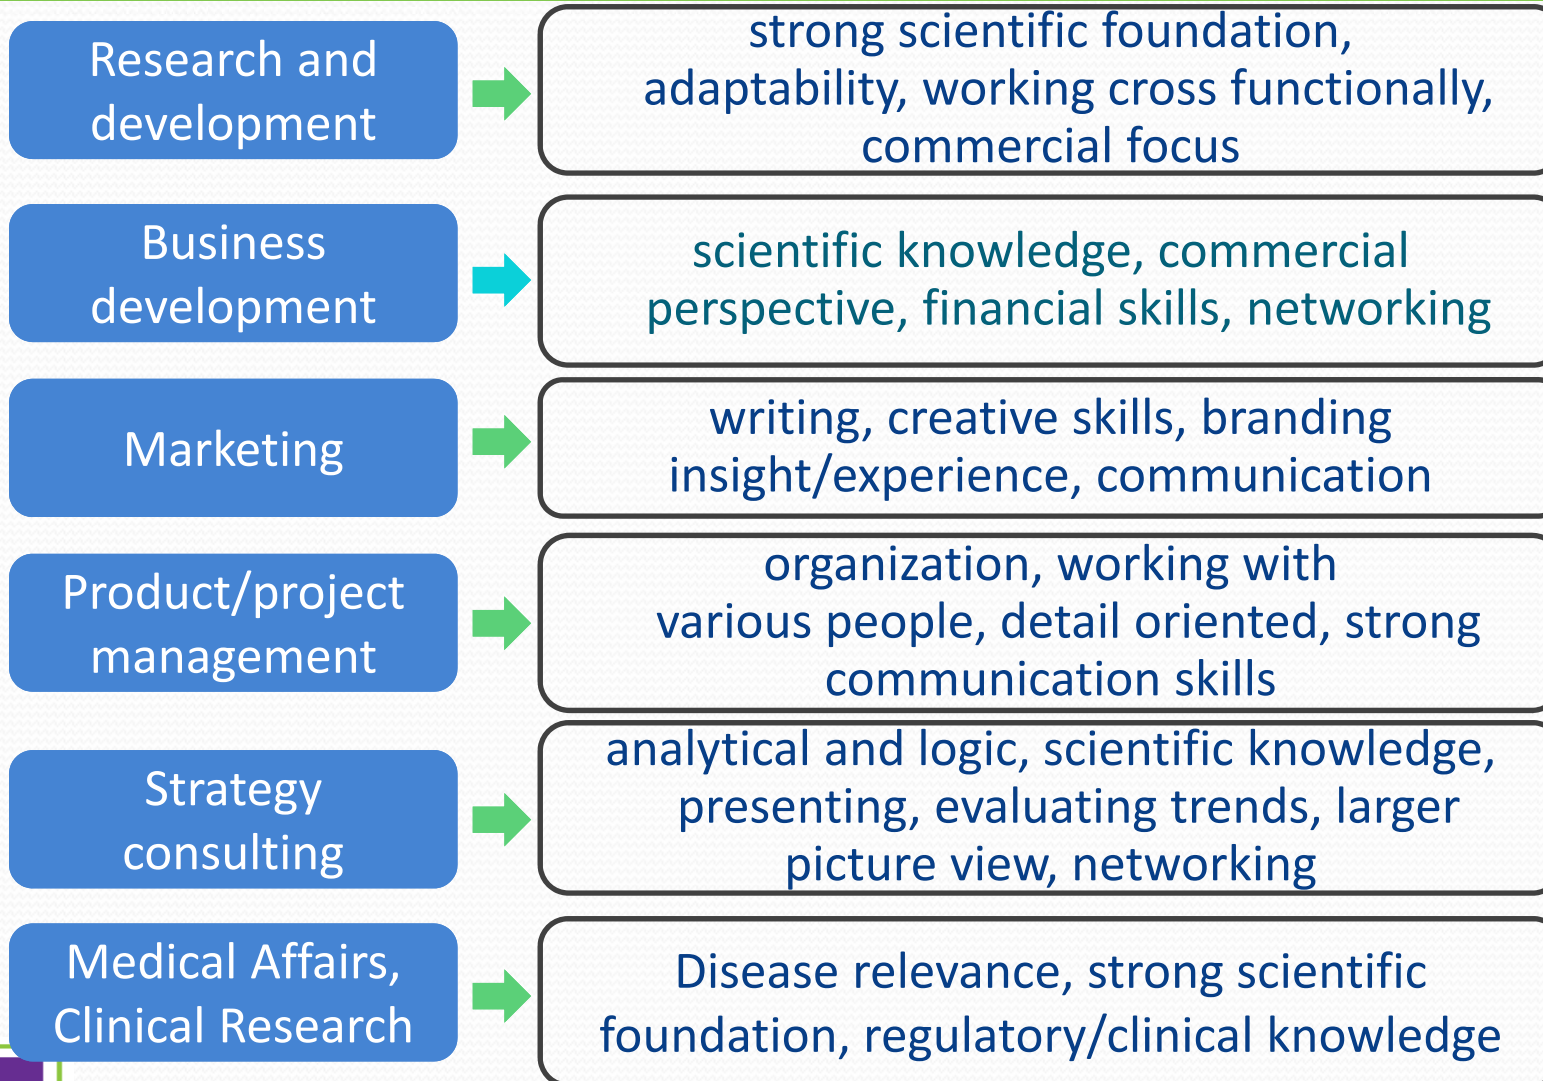 Research and
development
strong scientific foundation,
adaptability, working cross functionally,
commercial focus
Business
development
scientific knowledge, commercial
perspective, financial skills, networking
Marketing
writing, creative skills, branding
insight/experience, communication
Product/project
management
organization, working with
various people, detail oriented, strong
communication skills
Strategy
consulting
analytical and logic, scientific knowledge,
presenting, evaluating trends, larger
picture view, networking
Medical Affairs,
Clinical Research
Disease relevance, strong scientific
foundation, regulatory/clinical knowledge